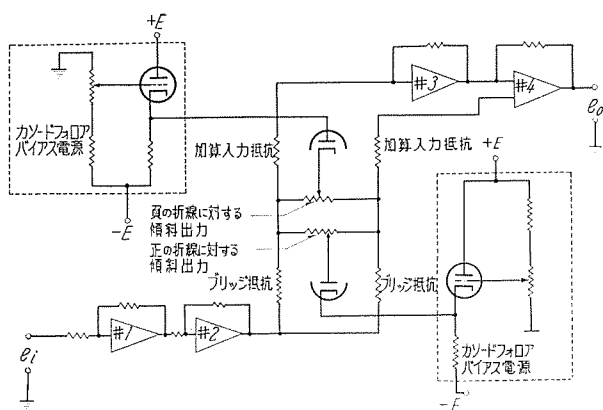 +E
カソードフォロア
バイアス電源
-E
加算入力抵抗
負の折線に対する
傾斜出力
正の折線に対する
傾斜出力
ブリッジ抵抗
ei
#1
#2
#3
#4
eo
加算入力抵抗
+E
ブリッジ抵抗
カソードフォロア
バイアス電源
-E